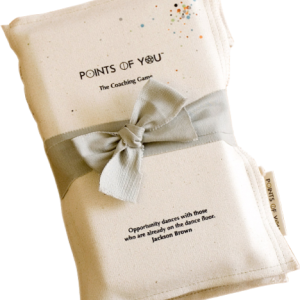 POINTS OF YOU™
The Coaching Game
Opportunity dances with those
who are already on the dance floor.
Jackson Brown
POINTS OF YOU